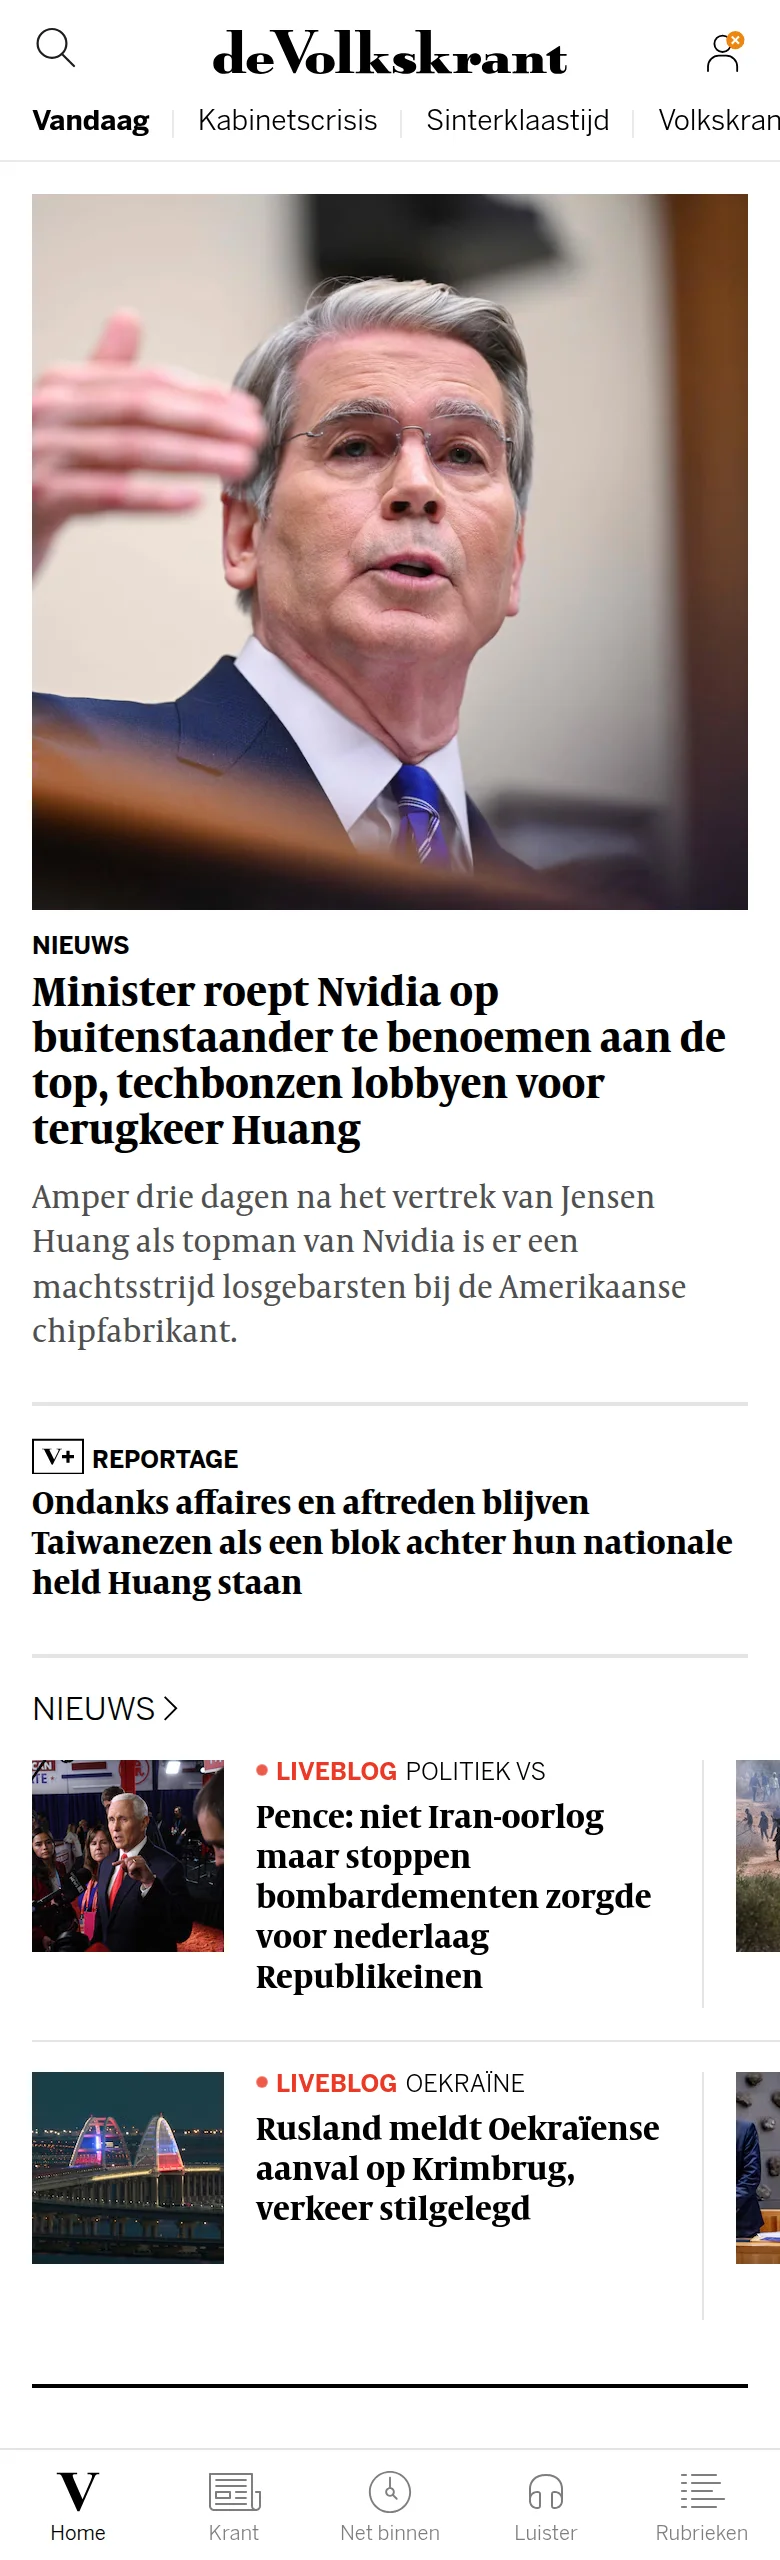 deVolkskrant
Vandaag
Kabinetscrisis
Sinterklaastijd
Volkskran
NIEUWS
Minister roept Nvidia op
buitenstaander te benoemen aan de
top, techbonzen lobbyen voor
terugkeer Huang
Amper drie dagen na het vertrek van Jensen
Huang als topman van Nvidia is er een
machtsstrijd losgebarsten bij de Amerikaanse
chipfabrikant.
V+ REPORTAGE
Ondanks affaires en aftreden blijven
Taiwanezen als een blok achter hun nationale
held Huang staan
NIEUWS
LIVEBLOG POLITIEK VS
Pence: niet Iran-oorlog
maar stoppen
bombardementen zorgde
voor nederlaag
Republikeinen
LIVEBLOG OEKRAÏNE
Rusland meldt Oekraïense
aanval op Krimbrug,
verkeer stilgelegd
V
Home
Krant
Net binnen
Luister
Rubrieken